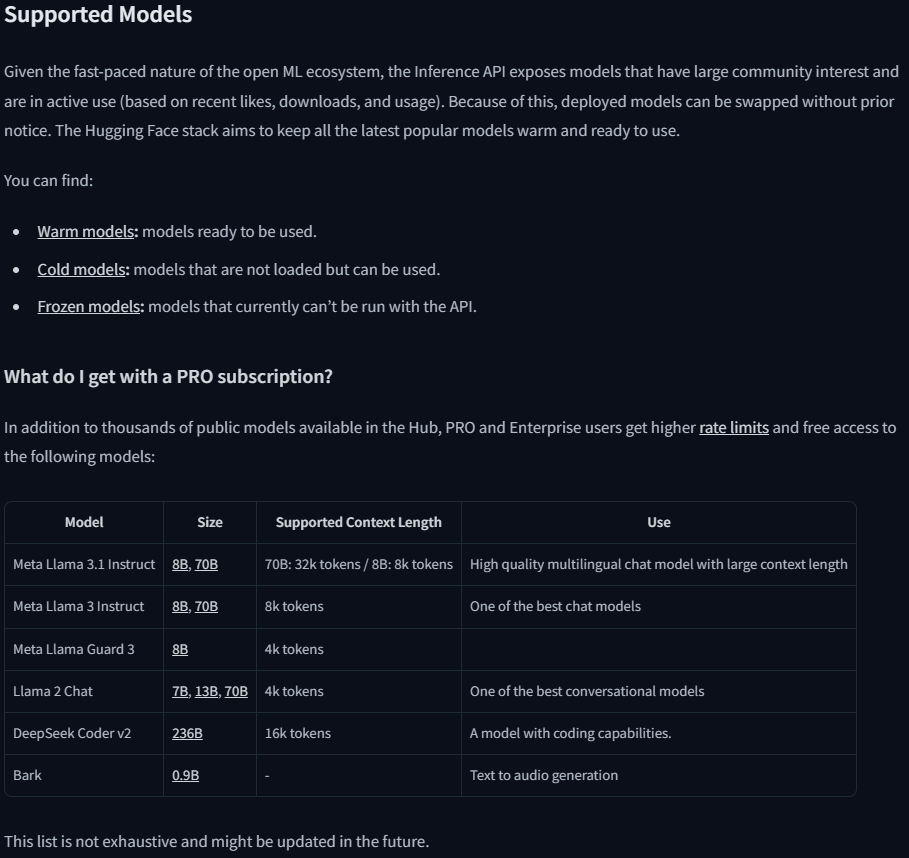 Supported Models
Given the fast-paced nature of the open ML ecosystem, the Inference API exposes models that have large community interest and
are in active use (based on recent likes, downloads, and usage). Because of this, deployed models can be swapped without prior
notice. The Hugging Face stack aims to keep all the latest popular models warm and ready to use.
You can find:
• Warm models: models ready to be used.
• Cold models: models that are not loaded but can be used.
• Frozen models: models that currently can’t be run with the API.
What do I get with a PRO subscription?
In addition to thousands of public models available in the Hub, PRO and Enterprise users get higher rate limits and free access to
the following models:
Model Size Supported Context Length Use
Meta Llama 3.1 Instruct 8B, 70B 70B: 32k tokens / 8B: 8k tokens High quality multilingual chat model with large context length
Meta Llama 3 Instruct 8B, 70B 8k tokens One of the best chat models
Meta Llama Guard 3 8B 4k tokens
Llama 2 Chat 7B, 13B, 70B 4k tokens One of the best conversational models
DeepSeek Coder v2 236B 16k tokens A model with coding capabilities.
Bark 0.9B - Text to audio generation
This list is not exhaustive and might be updated in the future.